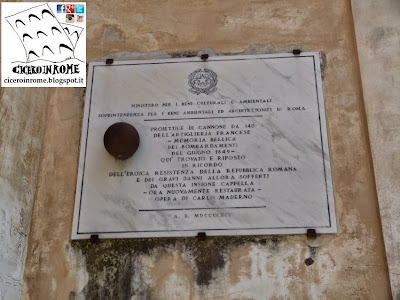 CICEROINROME
ciceroinrome.blogspot.it
MINISTERO PER I BENI CULTURALI E AMBIENTALI
SOPRINTENDENZA PER I BENI AMBIENTALI ED ARCHITETTONICI DI ROMA
PROIETTILE DI CANNONE DA 140
DELL'ARTIGLIERIA FRANCESE
- MEMORIA BELLICA
DEI BOMBARDAMENTI
DEL GIUGNO 1849 -
QUI TROVATO E RIPOSTO
IN RICORDO
DELL'EROICA RESISTENZA DELLA REPUBBLICA ROMANA
E DEI GRAVI DANNI ALLORA SOFFERTI
DA QUESTA INSIGNE CAPPELLA
- ORA NUOVAMENTE RESTAURATA -
OPERA DI CARLO MADERNO
A. D.